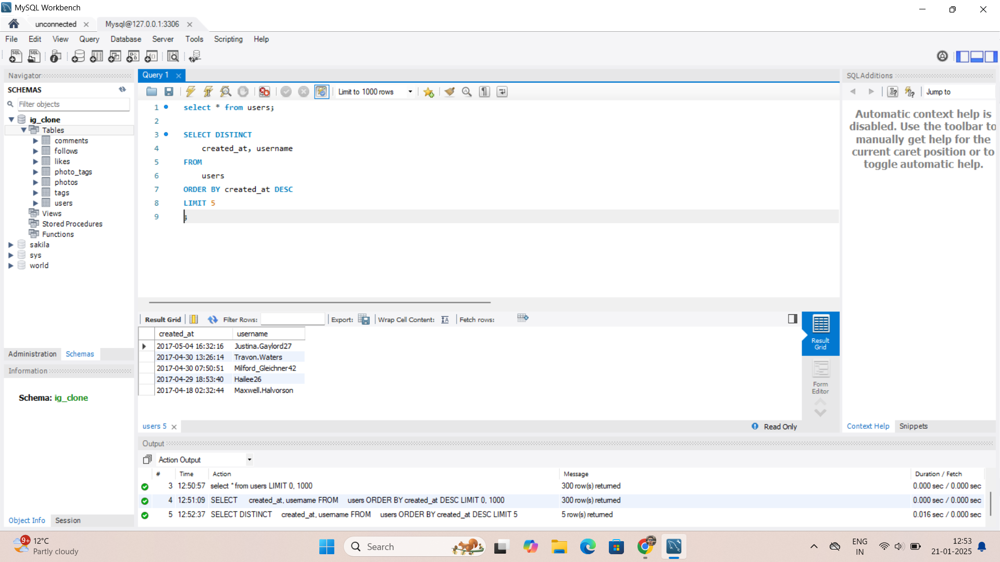 MySQL Workbench
unconnected
Mysql@127.0.0.1:3306
File Edit View Query Database Server Tools Scripting Help
Navigator
SCHEMAS
Filter objects
ig_clone
Tables
comments
follows
likes
photo_tags
photos
tags
users
Views
Stored Procedures
Functions
sakila
sys
world
Administration Schemas
Information
Schema: ig_clone
Object Info Session
Query 1
Limit to 1000 rows
1 select * from users;
2
3 SELECT DISTINCT
4 created_at, username
5 FROM
6 users
7 ORDER BY created_at DESC
8 LIMIT 5
9 ;
Result Grid Filter Rows: Export: Wrap Cell Content: Fetch rows:
created_at username
2017-05-04 16:32:16 Justina.Gaylord27
2017-04-30 13:26:14 Travon.Waters
2017-04-30 07:50:51 Milford_Gleichner42
2017-04-29 18:53:40 Hailee26
2017-04-18 02:32:44 Maxwell.Halvorson
Result
Grid
Form
Editor
users 5
Read Only
SQLAdditions
Jump to
Automatic context help is
disabled. Use the toolbar to
manually get help for the
current caret position or to
toggle automatic help.
Context Help Snippets
Output
Action Output
# Time Action Message Duration / Fetch
3 12:50:57 select * from users LIMIT 0, 1000 300 row(s) returned 0.000 sec / 0.000 sec
4 12:51:09 SELECT created_at, username FROM users ORDER BY created_at DESC LIMIT 0, 1000 300 row(s) returned 0.000 sec / 0.000 sec
5 12:52:37 SELECT DISTINCT created_at, username FROM users ORDER BY created_at DESC LIMIT 5 5 row(s) returned 0.016 sec / 0.000 sec
9+
12°C
Partly cloudy
Search
ENG
IN
12:53
21-01-2025